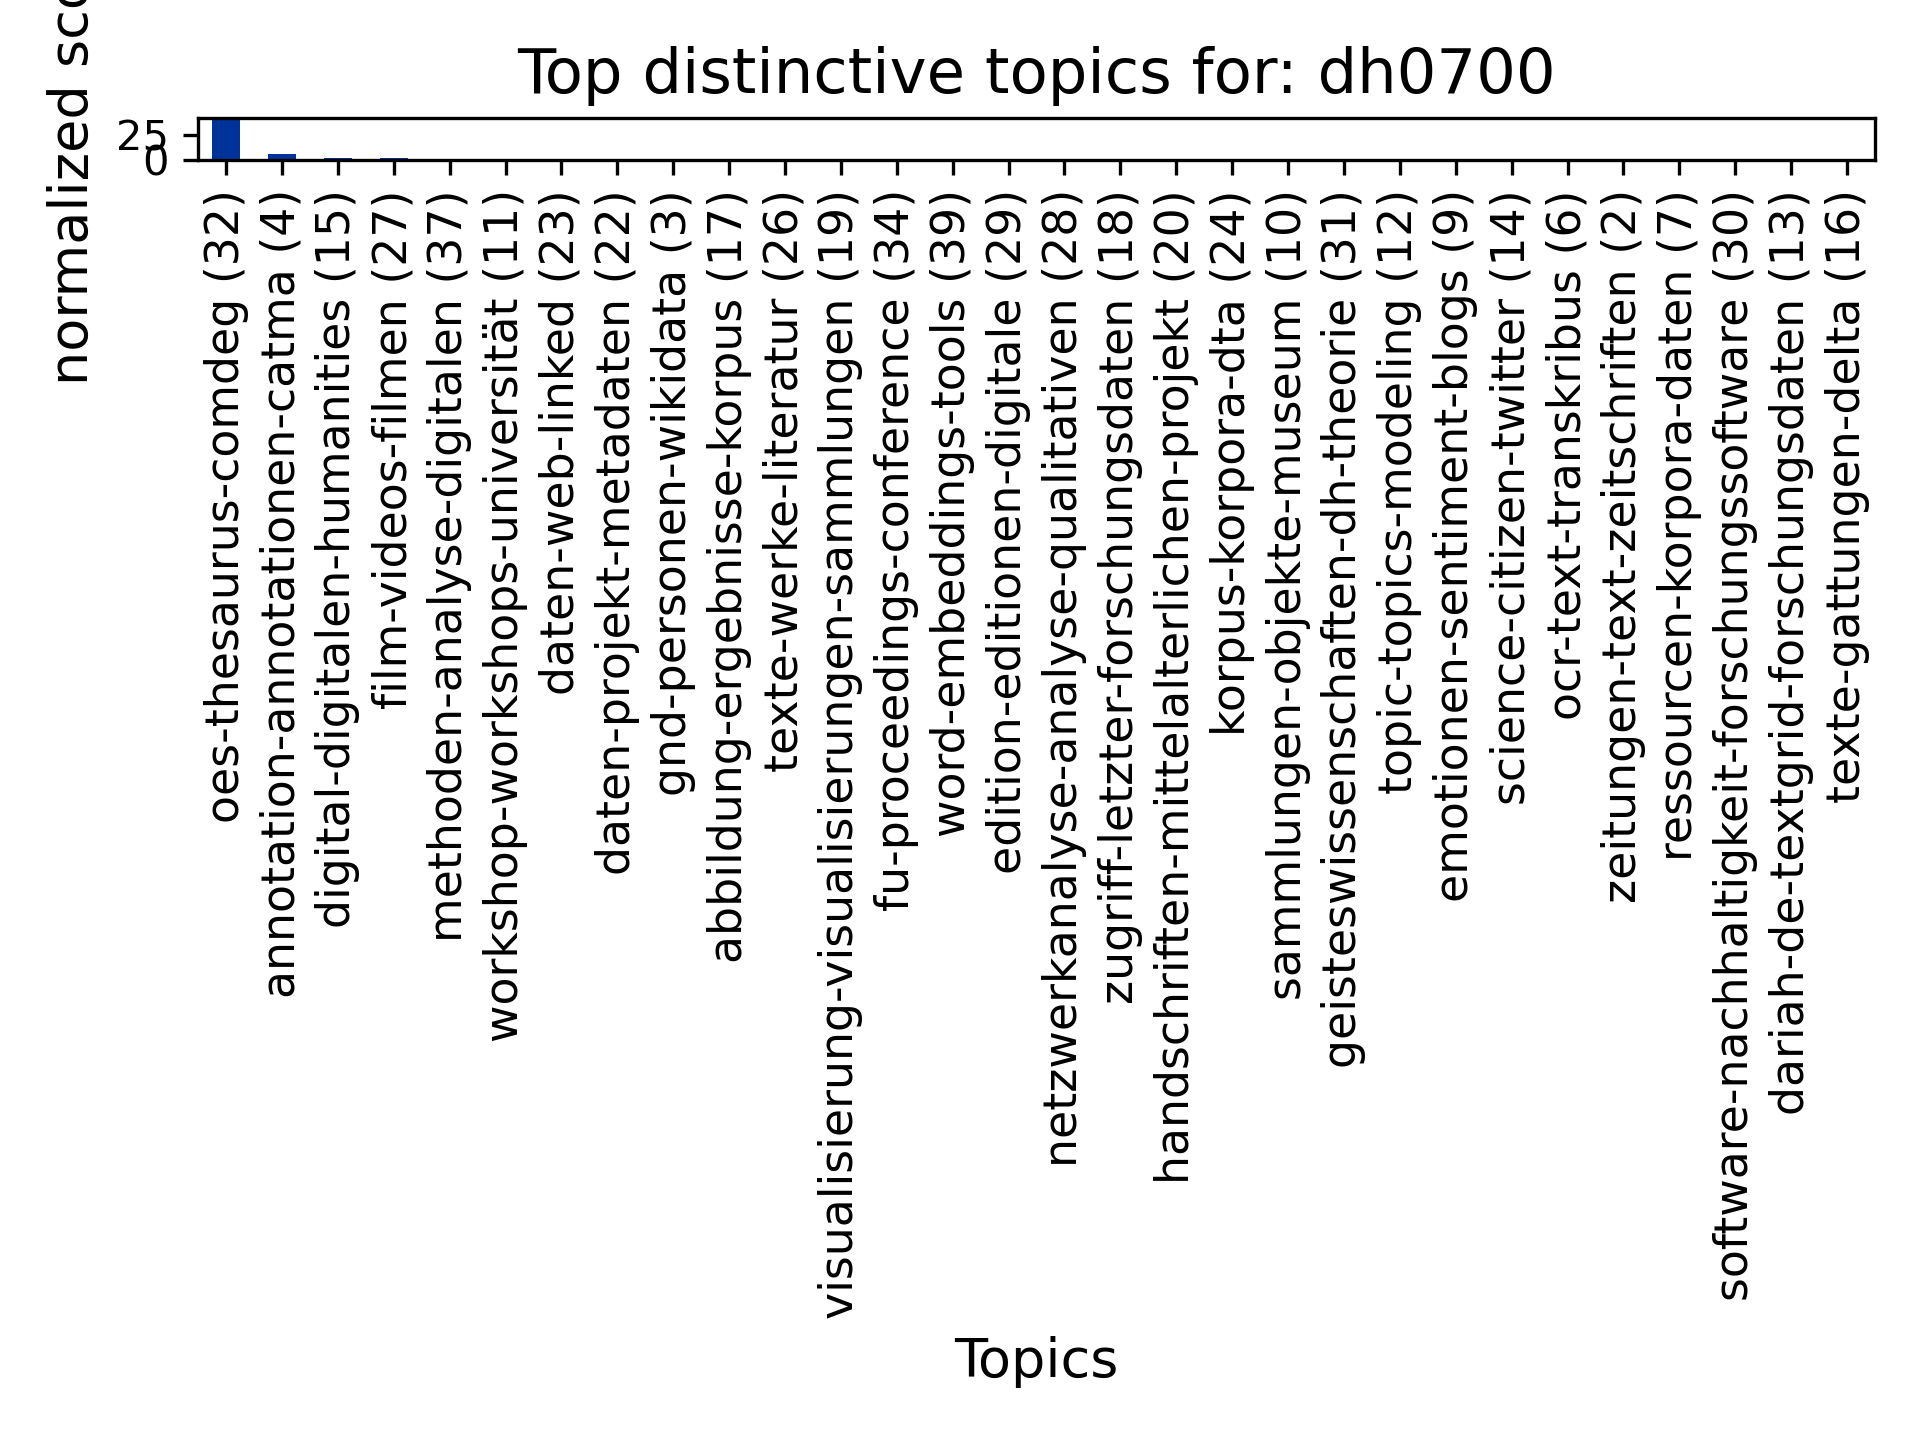 Top distinctive topics for: dh0700
normalized
25
0
oes-thesaurus-comdeg (32)
annotation-annotationen-catma (4)
digital-digitalen-humanities (15)
film-videos-filmen (27)
methoden-analyse-digitalen (37)
workshop-workshops-universität (11)
daten-web-linked (23)
daten-projekt-metadaten (22)
gnd-personen-wikidata (3)
abbildung-ergebnisse-korpus (17)
texte-werke-literatur (26)
visualisierung-visualisierungen-sammlungen (19)
fu-proceedings-conference (34)
word-embeddings-tools (39)
edition-editionen-digitale (29)
netzwerkanalyse-analyse-qualitativen (28)
zugriff-letzter-forschungsdaten (18)
handschriften-mittelalterlichen-projekt (20)
korpus-korpora-dta (24)
sammlungen-objekte-museum (10)
geisteswissenschaften-dh-theorie (31)
topic-topics-modeling (12)
emotionen-sentiment-blogs (9)
science-citizen-twitter (14)
ocr-text-transkribus (6)
zeitungen-text-zeitschriften (2)
ressourcen-korpora-daten (7)
software-nachhaltigkeit-forschungssoftware (30)
dariah-de-textgrid-forschungsdaten (13)
texte-gattungen-delta (16)
Topics